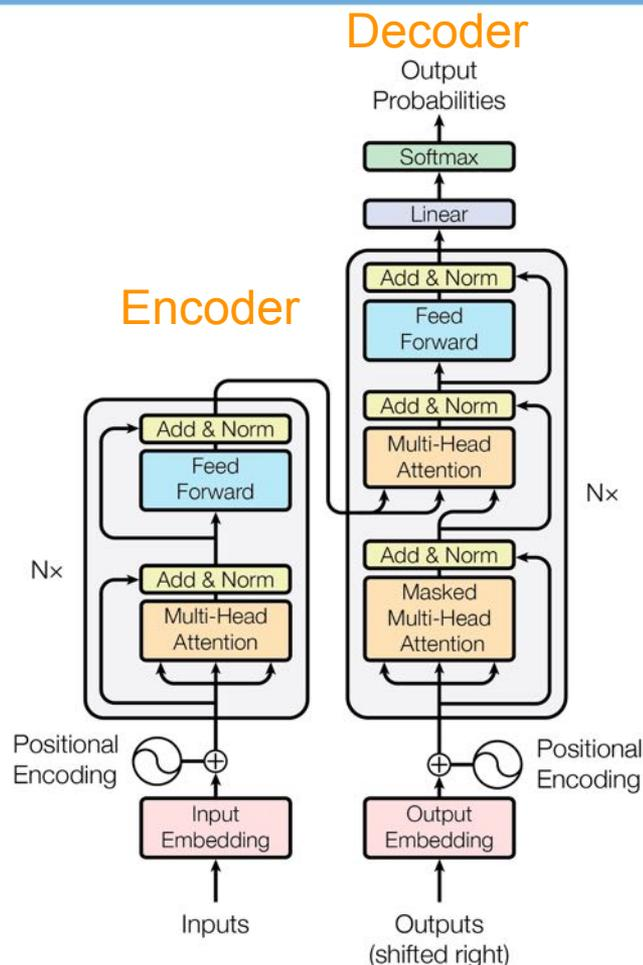 Decoder
Output
Probabilities
Softmax
Linear
Add & Norm
Feed
Forward
Add & Norm
Multi-Head
Attention
Nx
Add & Norm
Masked
Multi-Head
Attention
Positional
Encoding
Output
Embedding
Outputs
(shifted right)
Encoder
Add & Norm
Feed
Forward
Nx
Add & Norm
Multi-Head
Attention
Positional
Encoding
Input
Embedding
Inputs